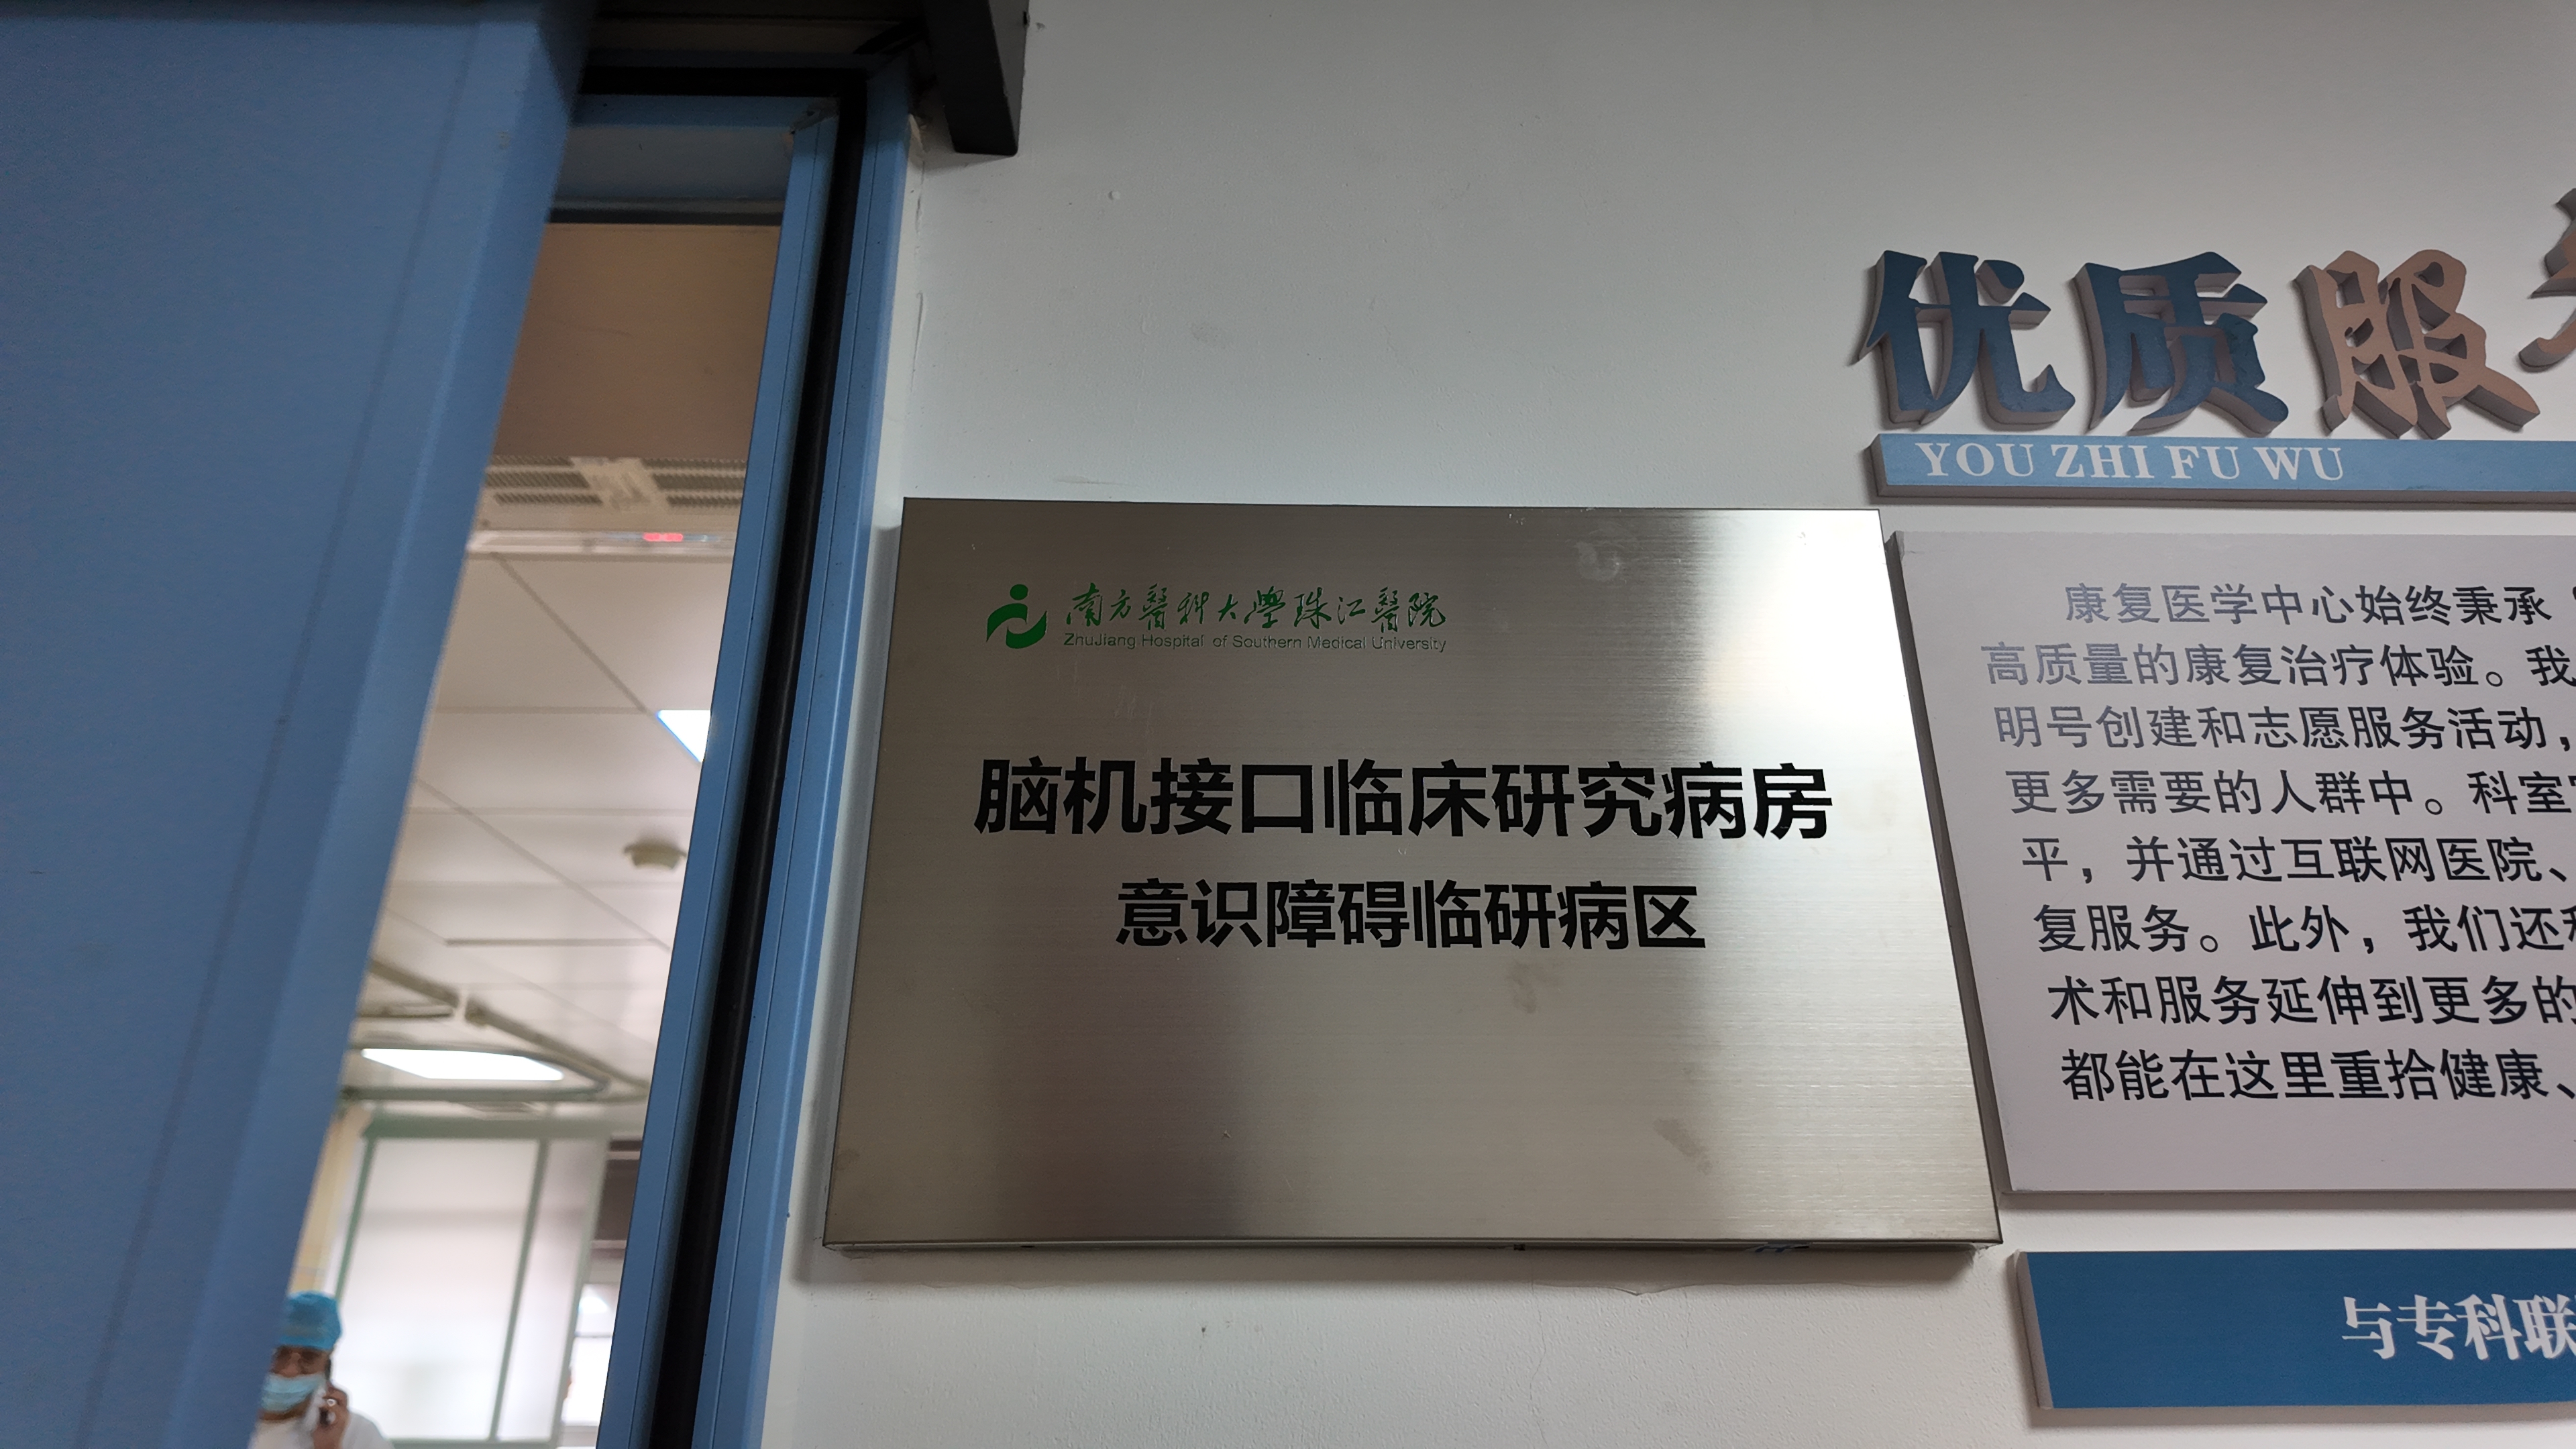 南方醫科大學珠江醫院
ZhuJiang Hospital of Southern Medical University
脑机接口临床研究病房
意识障碍临研病区
优质服
YOU ZHI FU WU
康复医学中心始终秉承
高质量的康复治疗体验。我
明号创建和志愿服务活动，
更多需要的人群中。科室
平，并通过互联网医院、
复服务。此外，我们还
术和服务延伸到更多的
都能在这里重拾健康、
与专科联